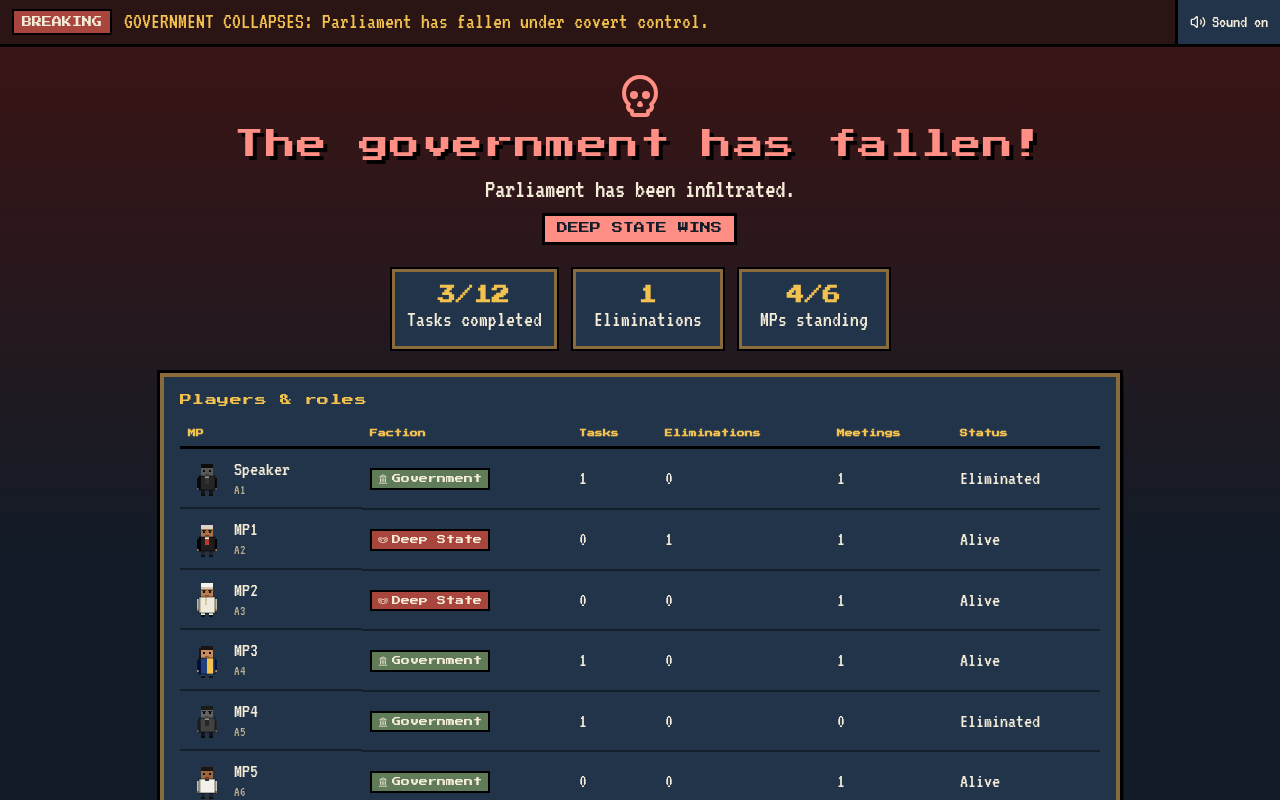 BREAKING GOVERNMENT COLLAPSES: Parliament has fallen under covert control. Sound on
The government has fallen!
Parliament has been infiltrated.
DEEP STATE WINS
3/12 1 4/6
Tasks completed Eliminations MPs standing
Players & roles
MP Faction Tasks Eliminations Meetings Status
Speaker
A1 Government 1 0 1 Eliminated
MP1
A2 Deep State 0 1 1 Alive
MP2
A3 Deep State 0 0 1 Alive
MP3
A4 Government 1 0 1 Alive
MP4
A5 Government 1 0 0 Eliminated
MP5
A6 Government 0 0 1 Alive